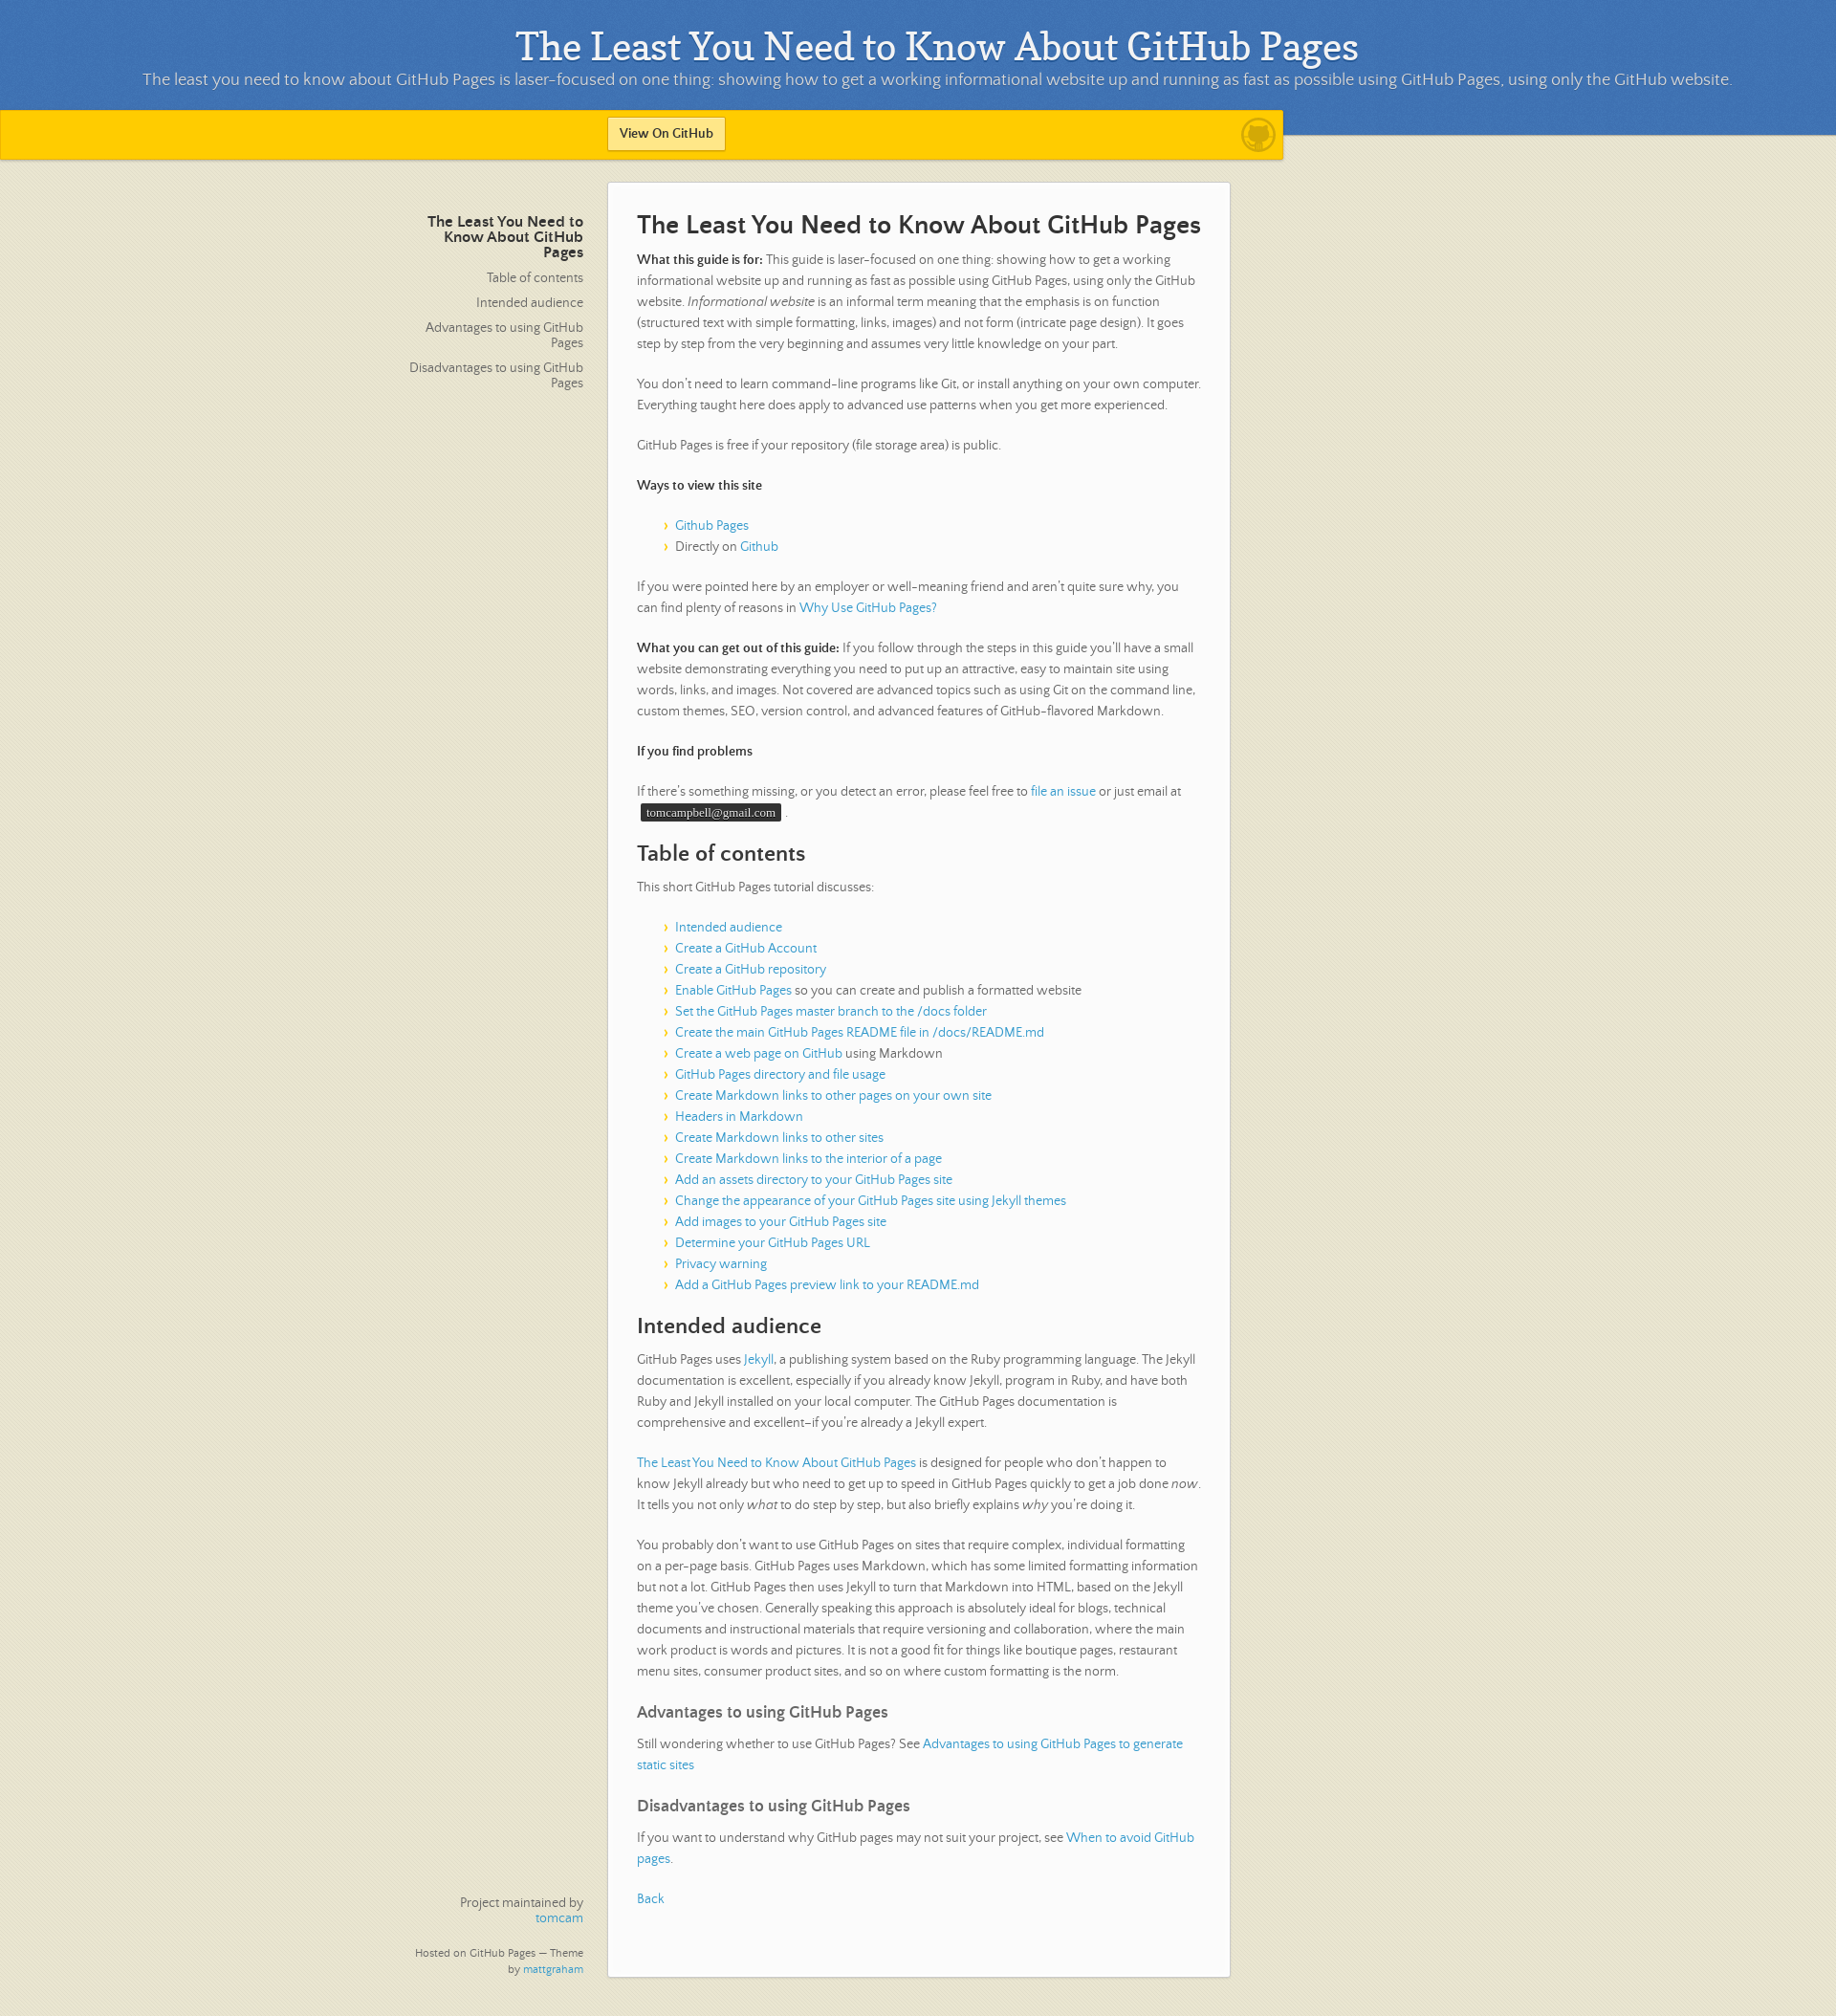 The Least You Need to Know About GitHub Pages
The least you need to know about GitHub Pages is laser-focused on one thing: showing how to get a working informational website up and running as fast as possible using GitHub Pages, using only the GitHub website.
View On GitHub
The Least You Need to
Know About GitHub
Pages
Table of contents
Intended audience
Advantages to using GitHub
Pages
Disadvantages to using GitHub
Pages
The Least You Need to Know About GitHub Pages
What this guide is for: This guide is laser-focused on one thing: showing how to get a working
informational website up and running as fast as possible using GitHub Pages, using only the GitHub
website. Informational website is an informal term meaning that the emphasis is on function
(structured text with simple formatting, links, images) and not form (intricate page design). It goes
step by step from the very beginning and assumes very little knowledge on your part.
You don't need to learn command-line programs like Git, or install anything on your own computer.
Everything taught here does apply to advanced use patterns when you get more experienced.
GitHub Pages is free if your repository (file storage area) is public.
Ways to view this site
› Github Pages
› Directly on Github
If you were pointed here by an employer or well-meaning friend and aren't quite sure why, you
can find plenty of reasons in Why Use GitHub Pages?
What you can get out of this guide: If you follow through the steps in this guide you'll have a small
website demonstrating everything you need to put up an attractive, easy to maintain site using
words, links, and images. Not covered are advanced topics such as using Git on the command line,
custom themes, SEO, version control, and advanced features of GitHub-flavored Markdown.
If you find problems
If there's something missing, or you detect an error, please feel free to file an issue or just email at
tomcampbell@gmail.com .
Table of contents
This short GitHub Pages tutorial discusses:
› Intended audience
› Create a GitHub Account
› Create a GitHub repository
› Enable GitHub Pages so you can create and publish a formatted website
› Set the GitHub Pages master branch to the /docs folder
› Create the main GitHub Pages README file in /docs/README.md
› Create a web page on GitHub using Markdown
› GitHub Pages directory and file usage
› Create Markdown links to other pages on your own site
› Headers in Markdown
› Create Markdown links to other sites
› Create Markdown links to the interior of a page
› Add an assets directory to your GitHub Pages site
› Change the appearance of your GitHub Pages site using Jekyll themes
› Add images to your GitHub Pages site
› Determine your GitHub Pages URL
› Privacy warning
› Add a GitHub Pages preview link to your README.md
Intended audience
GitHub Pages uses Jekyll, a publishing system based on the Ruby programming language. The Jekyll
documentation is excellent, especially if you already know Jekyll, program in Ruby, and have both
Ruby and Jekyll installed on your local computer. The GitHub Pages documentation is
comprehensive and excellent–if you're already a Jekyll expert.
The Least You Need to Know About GitHub Pages is designed for people who don't happen to
know Jekyll already but who need to get up to speed in GitHub Pages quickly to get a job done now.
It tells you not only what to do step by step, but also briefly explains why you're doing it.
You probably don't want to use GitHub Pages on sites that require complex, individual formatting
on a per-page basis. GitHub Pages uses Markdown, which has some limited formatting information
but not a lot. GitHub Pages then uses Jekyll to turn that Markdown into HTML, based on the Jekyll
theme you've chosen. Generally speaking this approach is absolutely ideal for blogs, technical
documents and instructional materials that require versioning and collaboration, where the main
work product is words and pictures. It is not a good fit for things like boutique pages, restaurant
menu sites, consumer product sites, and so on where custom formatting is the norm.
Advantages to using GitHub Pages
Still wondering whether to use GitHub Pages? See Advantages to using GitHub Pages to generate
static sites
Disadvantages to using GitHub Pages
If you want to understand why GitHub pages may not suit your project, see When to avoid GitHub
pages.
Back
Project maintained by
tomcam
Hosted on GitHub Pages — Theme
by mattgraham